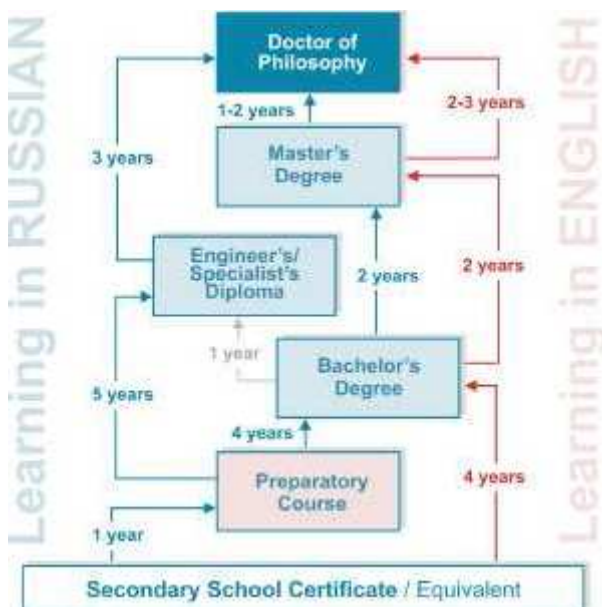 Learning in RUSSIAN
Learning in ENGLISH
Doctor of
Philosophy
1-2 years
2-3 years
3 years
Master's
Degree
Engineer's/
Specialist's
Diploma
2 years
2 years
1 year
Bachelor's
Degree
5 years
4 years
4 years
Preparatory
Course
1 year
Secondary School Certificate / Equivalent